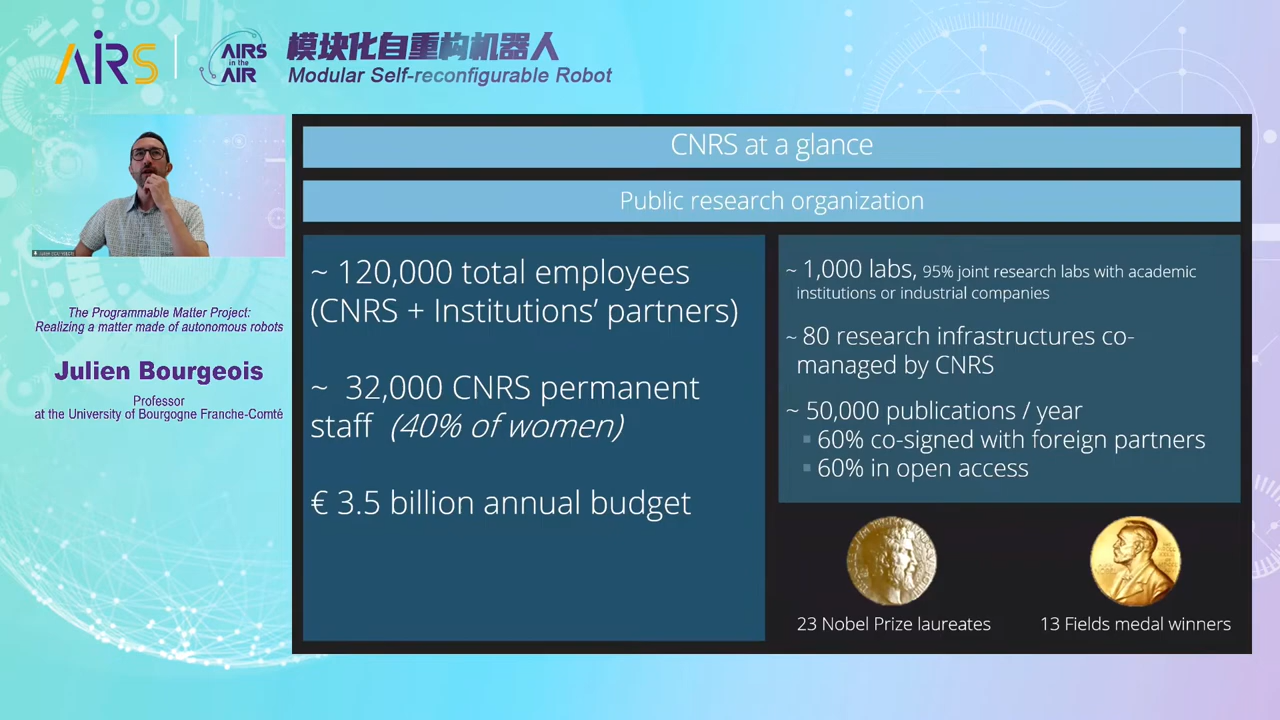 AIRS
AIRS
in the
AIR
模块化自重构机器人
Modular Self-reconfigurable Robot
CNRS at a glance
Public research organization
~ 120,000 total employees
(CNRS + Institutions’ partners)
~ 32,000 CNRS permanent
staff (40% of women)
€ 3.5 billion annual budget
~ 1,000 labs, 95% joint research labs with academic
institutions or industrial companies
~ 80 research infrastructures co-
managed by CNRS
~ 50,000 publications / year
▪ 60% co-signed with foreign partners
▪ 60% in open access
23 Nobel Prize laureates
13 Fields medal winners
The Programmable Matter Project:
Realizing a matter made of autonomous robots
Julien Bourgeois
Professor
at the University of Bourgogne Franche-Comté